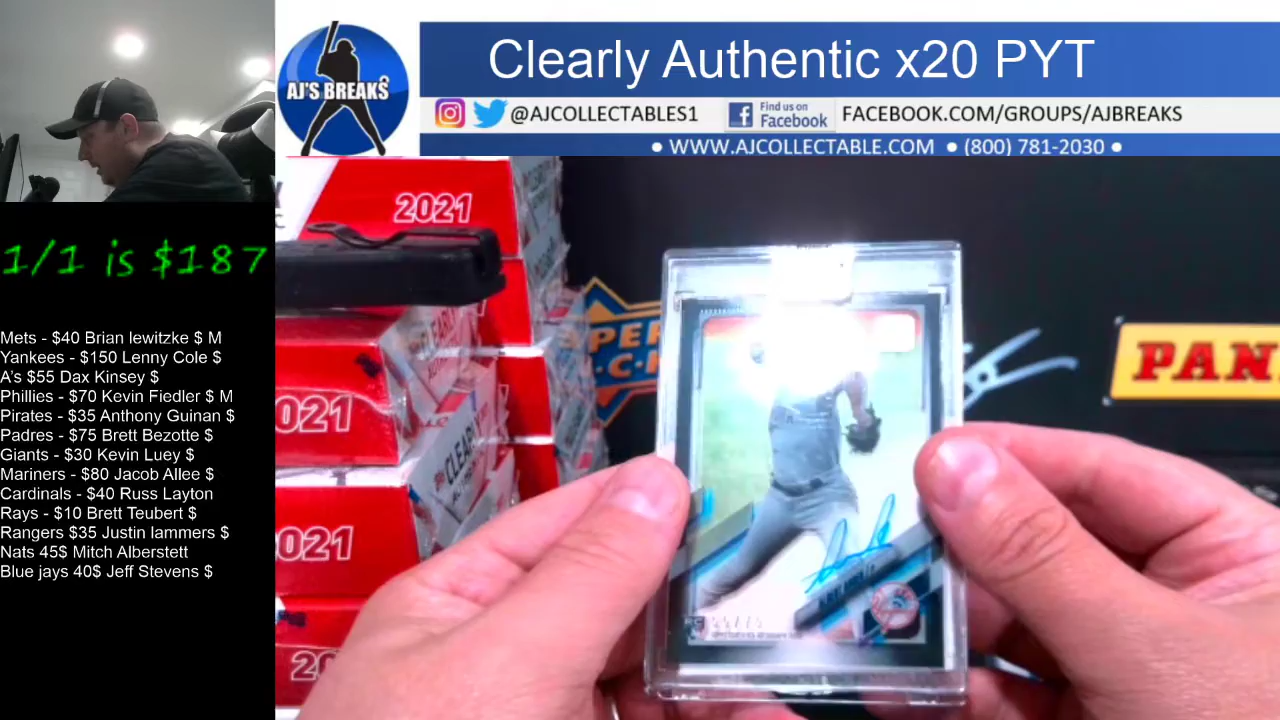 AJ'S BREAKS
Clearly Authentic x20 PYT
@AJCOLLECTABLES1
Find us on
Facebook
FACEBOOK.COM/GROUPS/AJBREAKS
• WWW.AJCOLLECTABLE.COM • (800) 781-2030 •
1/1 is $187
Mets - $40 Brian lewitzke $ M
Yankees - $150 Lenny Cole $
A's $55 Dax Kinsey $
Phillies - $70 Kevin Fiedler $ M
Pirates - $35 Anthony Guinan $
Padres - $75 Brett Bezotte $
Giants - $30 Kevin Luey $
Mariners - $80 Jacob Allee $
Cardinals - $40 Russ Layton
Rays - $10 Brett Teubert $
Rangers $35 Justin lammers $
Nats 45$ Mitch Alberstett
Blue jays 40$ Jeff Stevens $
2021
CLEARLY
2021
2021
PAN
RC